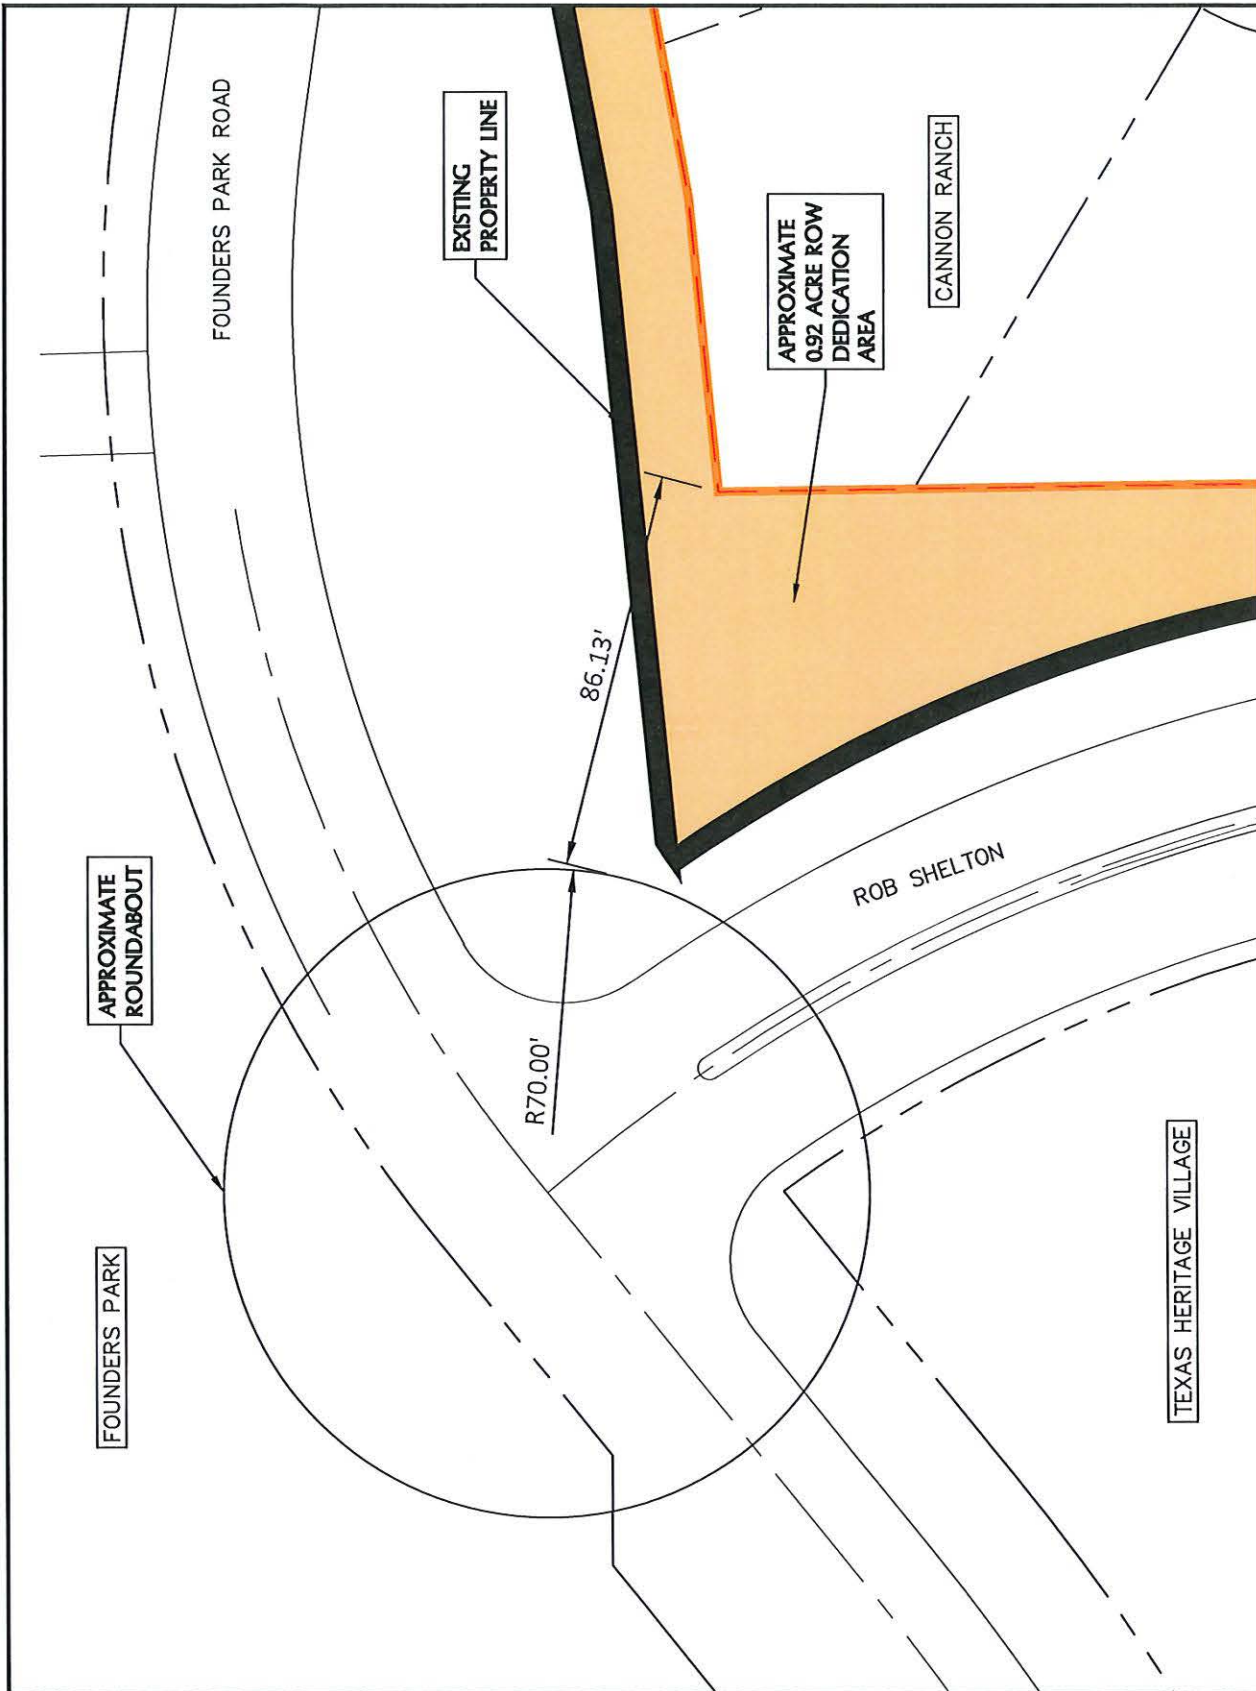 FOUNDERS PARK
APPROXIMATE
ROUNDABOUT
FOUNDERS PARK ROAD
EXISTING
PROPERTY LINE
R70.00'
86.13'
APPROXIMATE
0.92 ACRE ROW
DEDICATION
AREA
CANNON RANCH
ROB SHELTON
TEXAS HERITAGE VILLAGE